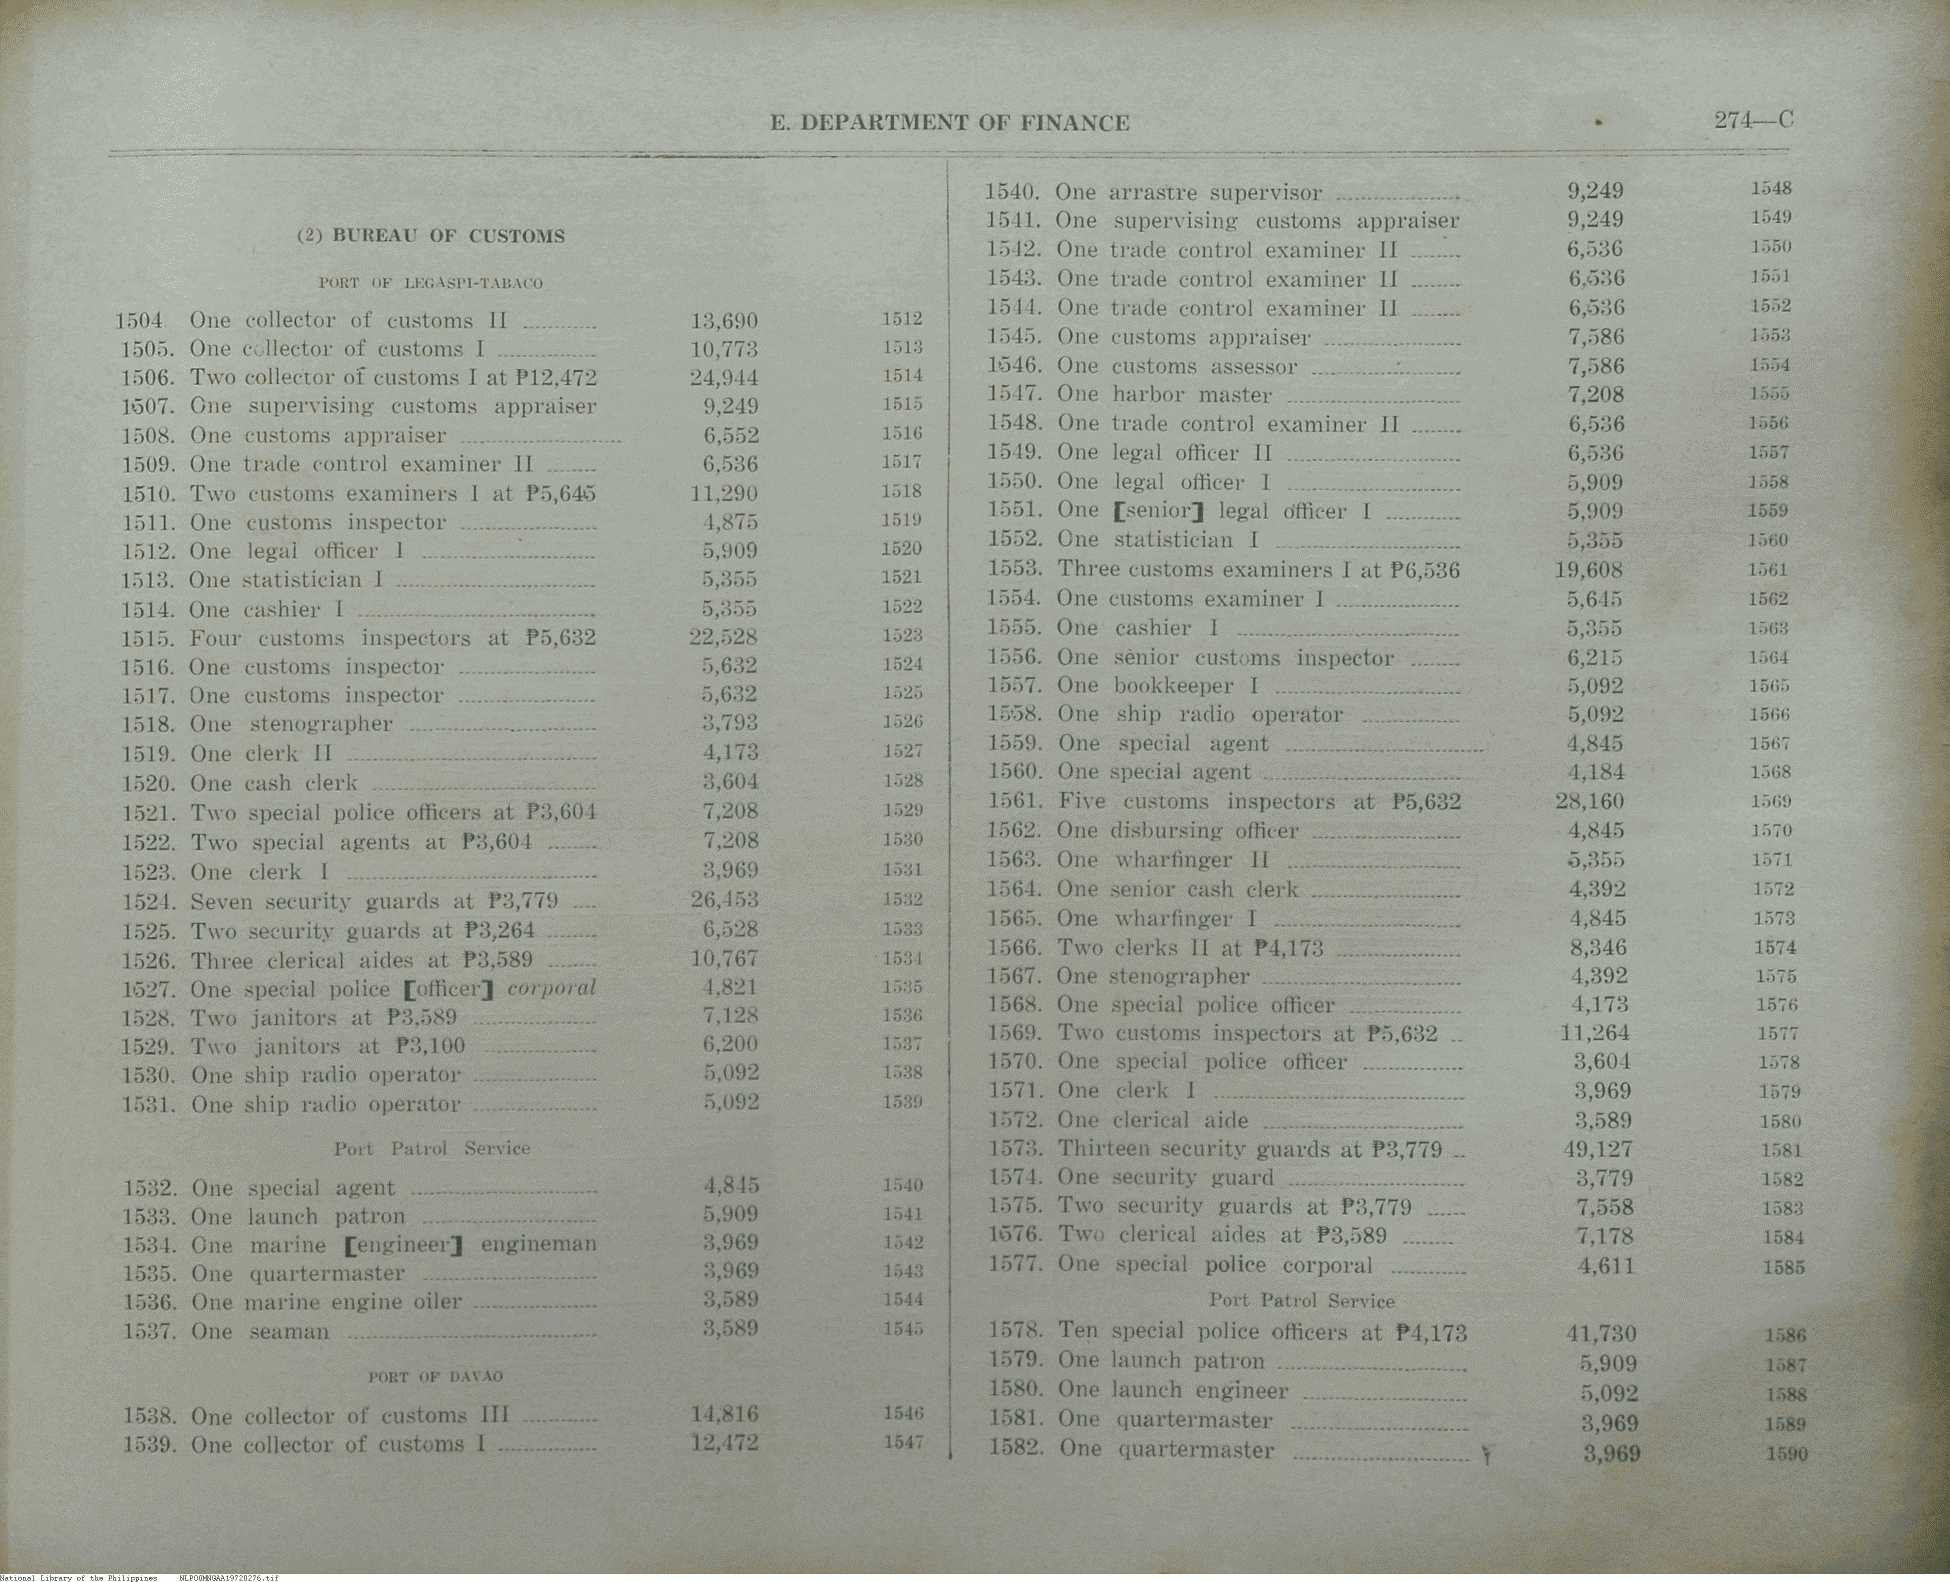 E. DEPARTMENT OF FINANCE 274—C
(2) BUREAU OF CUSTOMS
PORT OF LEGASPI-TABACO
1504. One collector of customs II 13,690 1512
1505. One collector of customs I 10,773 1513
1506. Two collector of customs I at ₱12,472 24,944 1514
1507. One supervising customs appraiser 9,249 1515
1508. One customs appraiser 6,552 1516
1509. One trade control examiner II 6,536 1517
1510. Two customs examiners I at ₱5,645 11,290 1518
1511. One customs inspector 4,875 1519
1512. One legal officer I 5,909 1520
1513. One statistician I 5,355 1521
1514. One cashier I 5,355 1522
1515. Four customs inspectors at ₱5,632 22,528 1523
1516. One customs inspector 5,632 1524
1517. One customs inspector 5,632 1525
1518. One stenographer 3,793 1526
1519. One clerk II 4,173 1527
1520. One cash clerk 3,604 1528
1521. Two special police officers at ₱3,604 7,208 1529
1522. Two special agents at ₱3,604 7,208 1530
1523. One clerk I 3,969 1531
1524. Seven security guards at ₱3,779 26,453 1532
1525. Two security guards at ₱3,264 6,528 1533
1526. Three clerical aides at ₱3,589 10,767 1534
1527. One special police [officer] corporal 4,821 1535
1528. Two janitors at ₱3,589 7,128 1536
1529. Two janitors at ₱3,100 6,200 1537
1530. One ship radio operator 5,092 1538
1531. One ship radio operator 5,092 1539
Port Patrol Service
1532. One special agent 4,845 1540
1533. One launch patron 5,909 1541
1534. One marine [engineer] engineman 3,969 1542
1535. One quartermaster 3,969 1543
1536. One marine engine oiler 3,589 1544
1537. One seaman 3,589 1545
PORT OF DAVAO
1538. One collector of customs III 14,816 1546
1539. One collector of customs I 12,472 1547
1540. One arrastre supervisor 9,249 1548
1541. One supervising customs appraiser 9,249 1549
1542. One trade control examiner II 6,536 1550
1543. One trade control examiner II 6,536 1551
1544. One trade control examiner II 6,536 1552
1545. One customs appraiser 7,586 1553
1546. One customs assessor 7,586 1554
1547. One harbor master 7,208 1555
1548. One trade control examiner II 6,536 1556
1549. One legal officer II 6,536 1557
1550. One legal officer I 5,909 1558
1551. One [senior] legal officer I 5,909 1559
1552. One statistician I 5,355 1560
1553. Three customs examiners I at ₱6,536 19,608 1561
1554. One customs examiner I 5,645 1562
1555. One cashier I 5,355 1563
1556. One senior customs inspector 6,215 1564
1557. One bookkeeper I 5,092 1565
1558. One ship radio operator 5,092 1566
1559. One special agent 4,845 1567
1560. One special agent 4,184 1568
1561. Five customs inspectors at ₱5,632 28,160 1569
1562. One disbursing officer 4,845 1570
1563. One wharfinger II 5,355 1571
1564. One senior cash clerk 4,392 1572
1565. One wharfinger I 4,845 1573
1566. Two clerks II at ₱4,173 8,346 1574
1567. One stenographer 4,392 1575
1568. One special police officer 4,173 1576
1569. Two customs inspectors at ₱5,632 11,264 1577
1570. One special police officer 3,604 1578
1571. One clerk I 3,969 1579
1572. One clerical aide 3,589 1580
1573. Thirteen security guards at ₱3,779 49,127 1581
1574. One security guard 3,779 1582
1575. Two security guards at ₱3,779 7,558 1583
1576. Two clerical aides at ₱3,589 7,178 1584
1577. One special police corporal 4,611 1585
Port Patrol Service
1578. Ten special police officers at ₱4,173 41,730 1586
1579. One launch patron 5,909 1587
1580. One launch engineer 5,092 1588
1581. One quartermaster 3,969 1589
1582. One quartermaster 3,969 1590
National Library of the Philippines NLPOOMNGAA19720276.tif